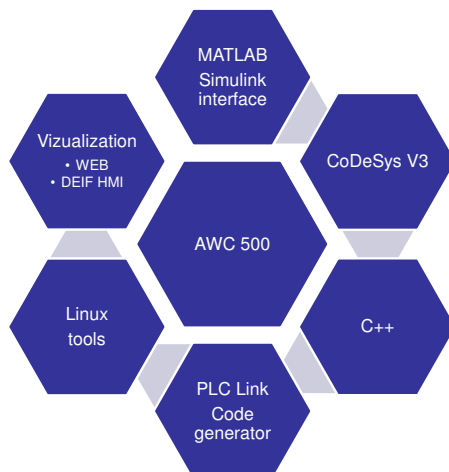 MATLAB
Simulink
interface
Vizualization
• WEB
• DEIF HMI
CoDeSys V3
AWC 500
Linux
tools
C++
PLC Link
Code
generator